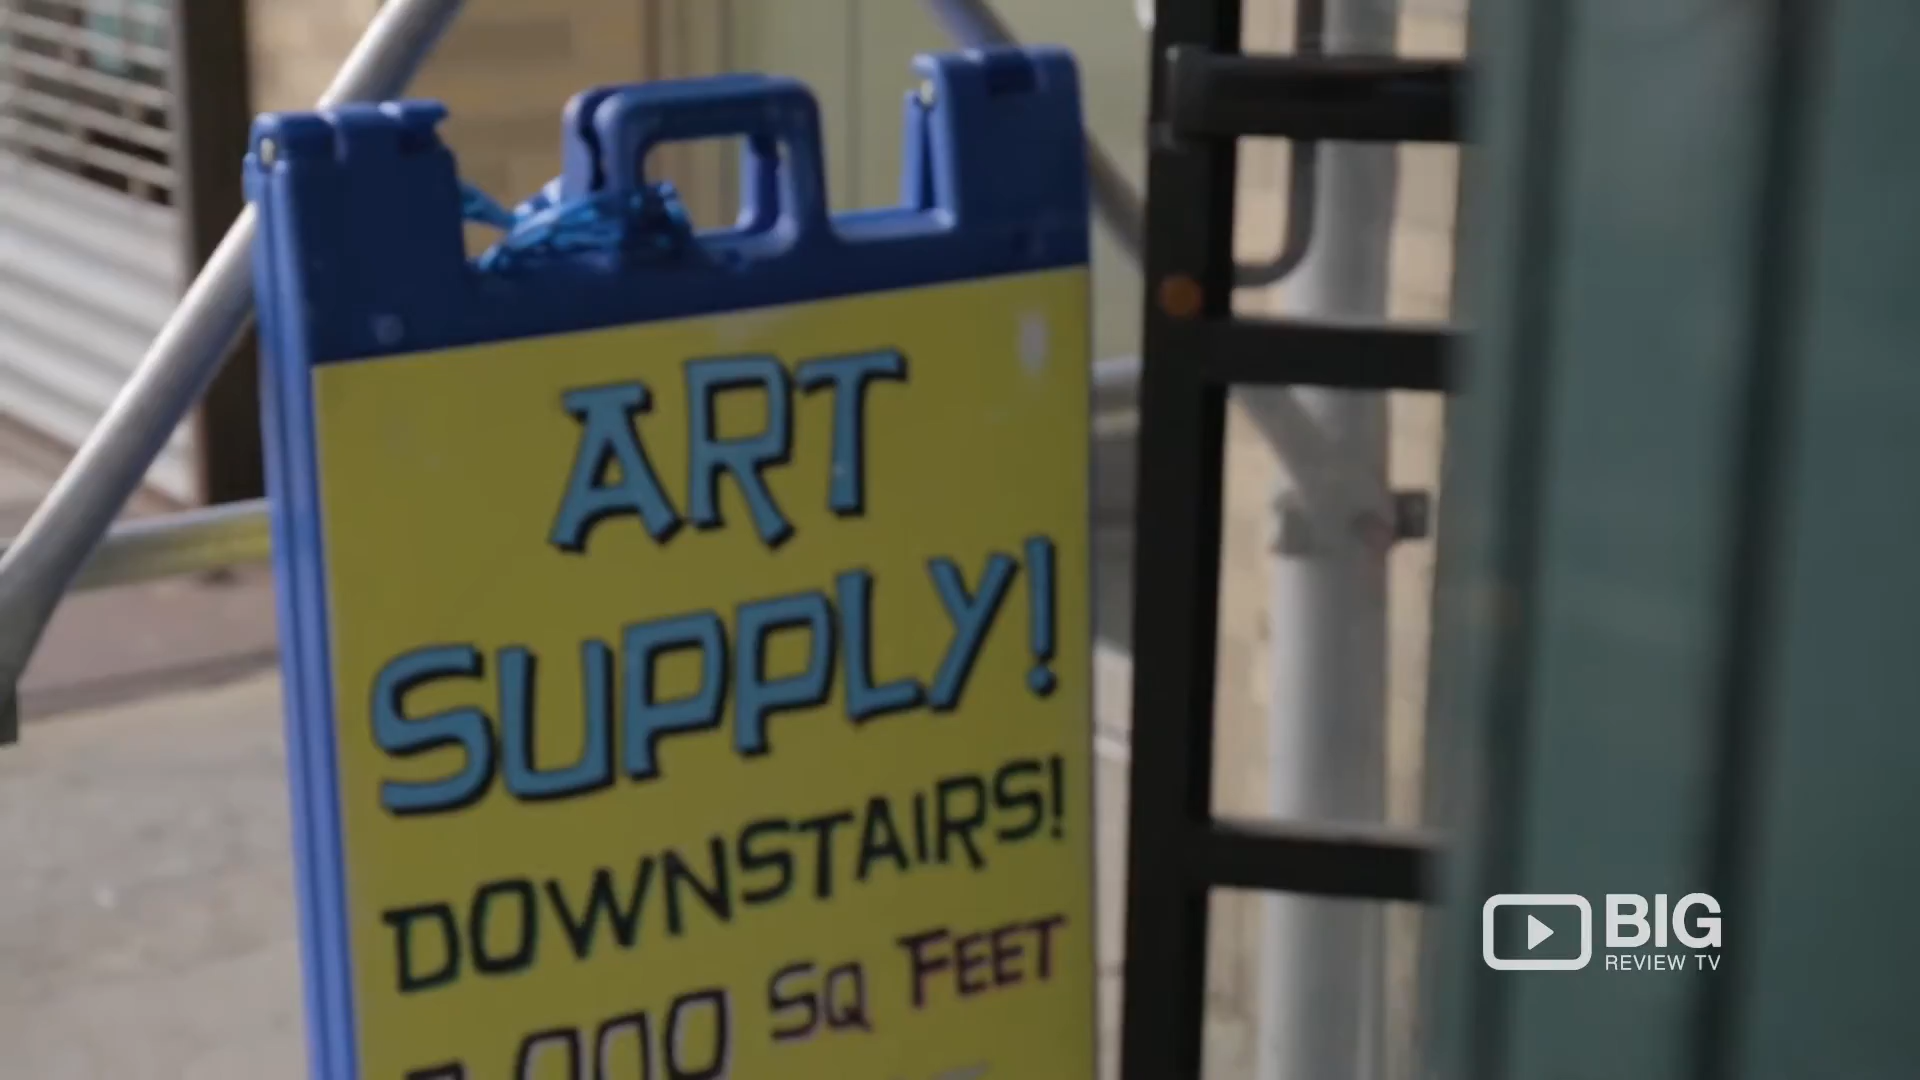 ART
SUPPLY!
DOWNSTAIRS!
SQ FEET
BIG
REVIEW TV